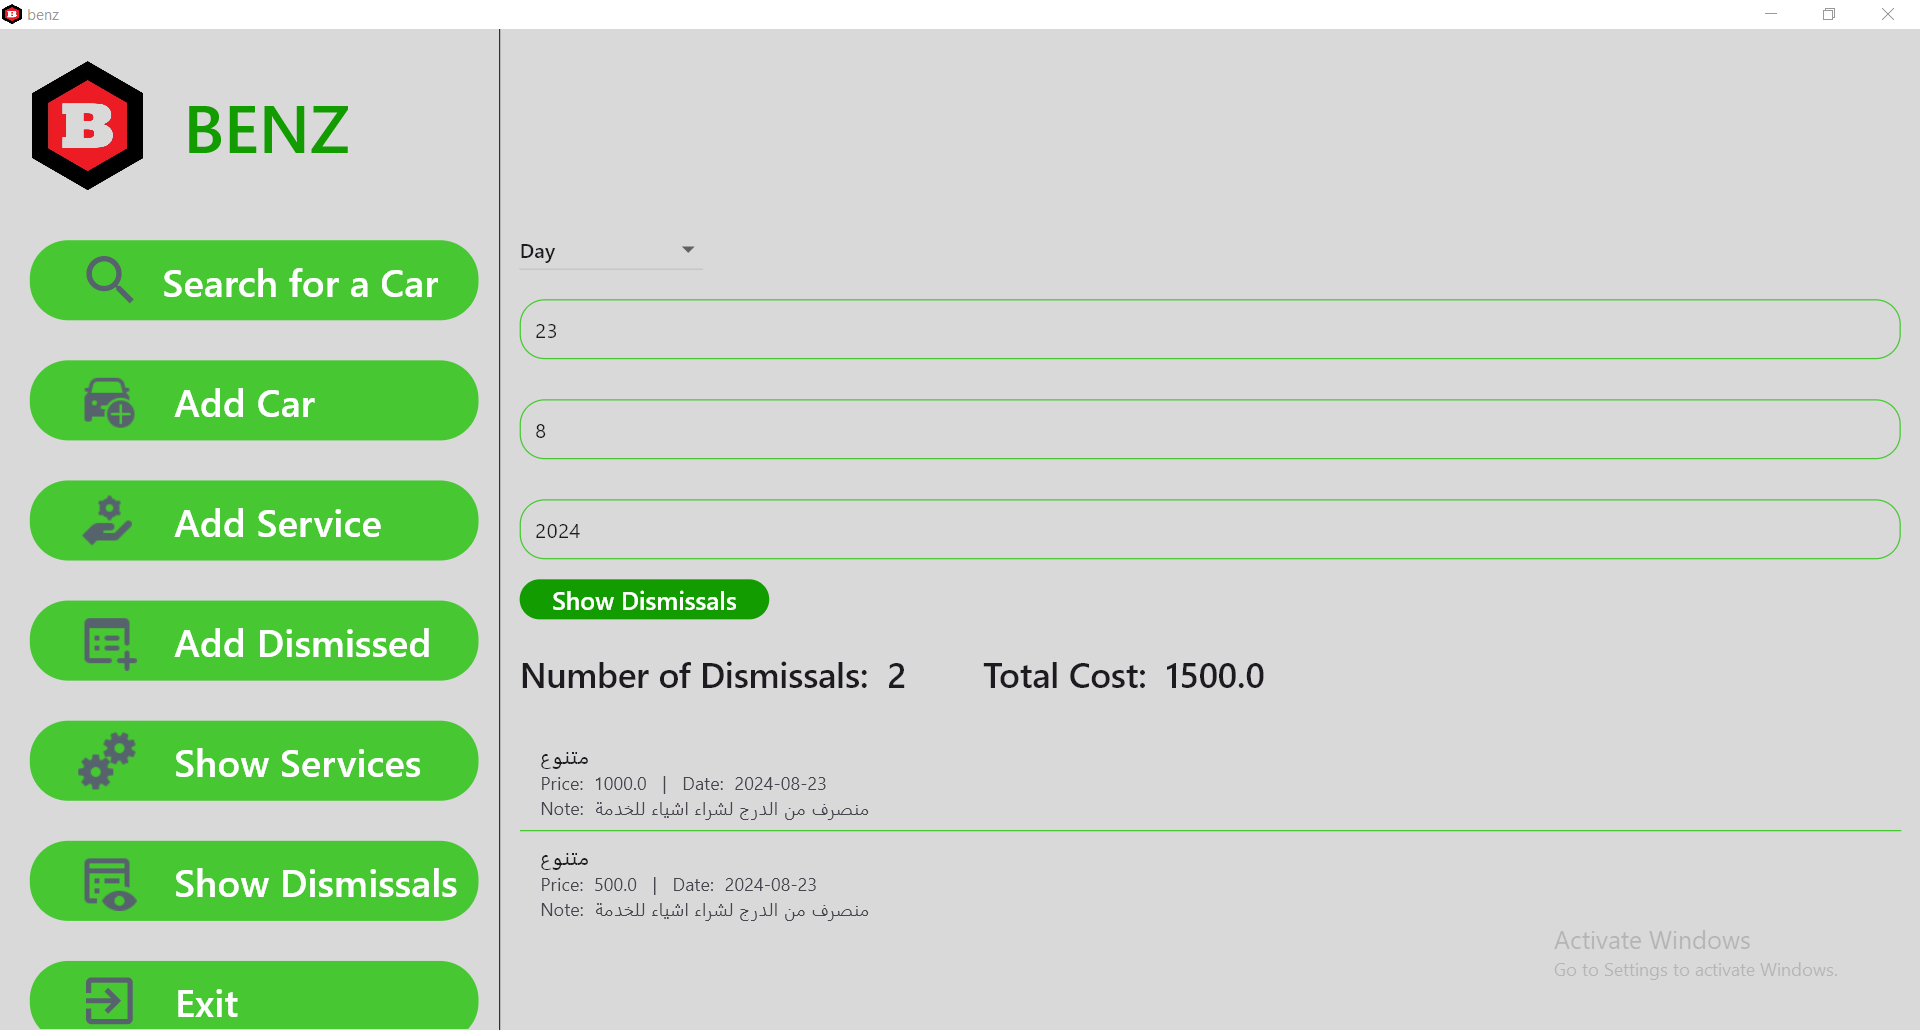 benz
B
BENZ
Search for a Car
Add Car
Add Service
Add Dismissed
Show Services
Show Dismissals
Exit
Day
23
8
2024
Show Dismissals
Number of Dismissals: 2 Total Cost: 1500.0
متنوع
Price: 1000.0 | Date: 2024-08-23
Note: منصرف من الدرج لشراء اشياء للخدمة
متنوع
Price: 500.0 | Date: 2024-08-23
Note: منصرف من الدرج لشراء اشياء للخدمة
Activate Windows
Go to Settings to activate Windows.